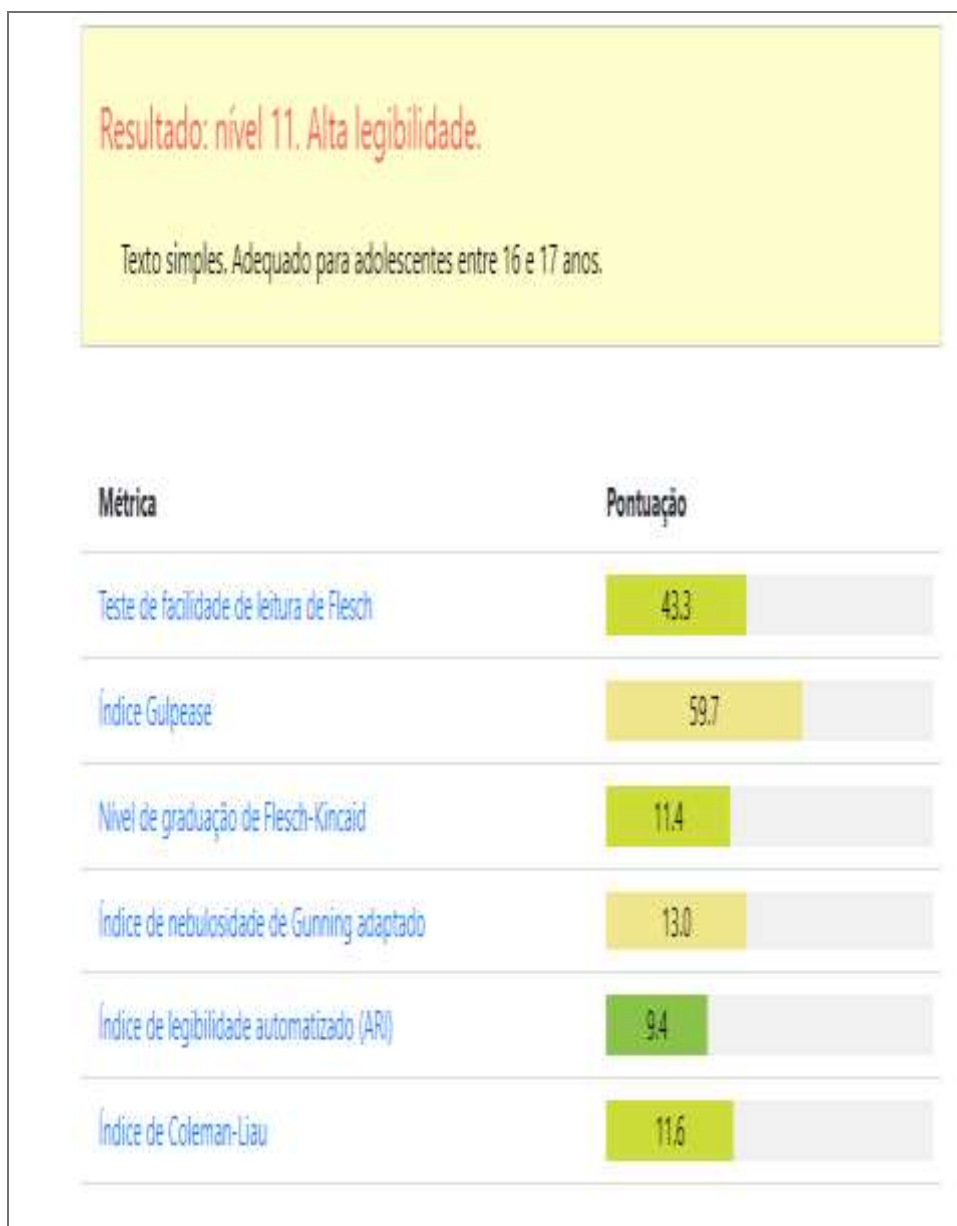 Resultado: nível 11. Alta legibilidade.
Texto simples. Adequado para adolescentes entre 16 e 17 anos.
Métrica Pontuação
Teste de facilidade de leitura de Flesch 43.3
Índice Gulpease 59.7
Nível de graduação de Flesch-Kincaid 11.4
Índice de nebulosidade de Gunning adaptado 13.0
Índice de legibilidade automatizado (ARI) 9.4
Índice de Coleman-Liau 11.6